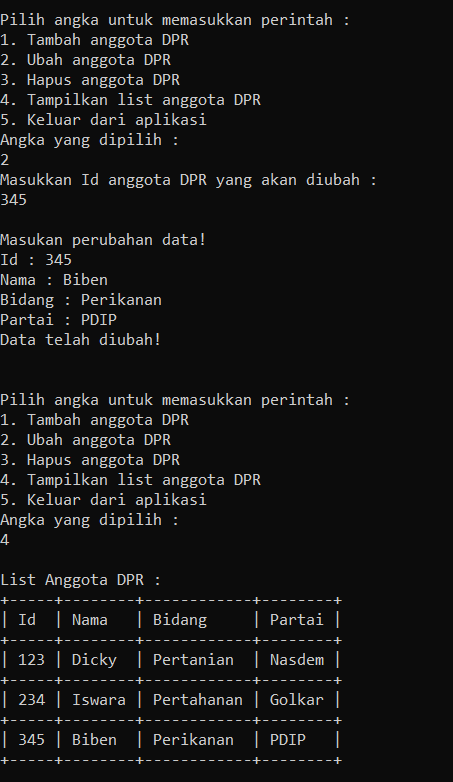 Pilih angka untuk memasukkan perintah :
1. Tambah anggota DPR
2. Ubah anggota DPR
3. Hapus anggota DPR
4. Tampilkan list anggota DPR
5. Keluar dari aplikasi
Angka yang dipilih :
2
Masukkan Id anggota DPR yang akan diubah :
345

Masukan perubahan data!
Id : 345
Nama : Biben
Bidang : Perikanan
Partai : PDIP
Data telah diubah!


Pilih angka untuk memasukkan perintah :
1. Tambah anggota DPR
2. Ubah anggota DPR
3. Hapus anggota DPR
4. Tampilkan list anggota DPR
5. Keluar dari aplikasi
Angka yang dipilih :
4

List Anggota DPR :
+-----+--------+------------+--------+
| Id  | Nama   | Bidang     | Partai |
+-----+--------+------------+--------+
| 123 | Dicky  | Pertanian  | Nasdem |
+-----+--------+------------+--------+
| 234 | Iswara | Pertahanan | Golkar |
+-----+--------+------------+--------+
| 345 | Biben  | Perikanan  | PDIP   |
+-----+--------+------------+--------+